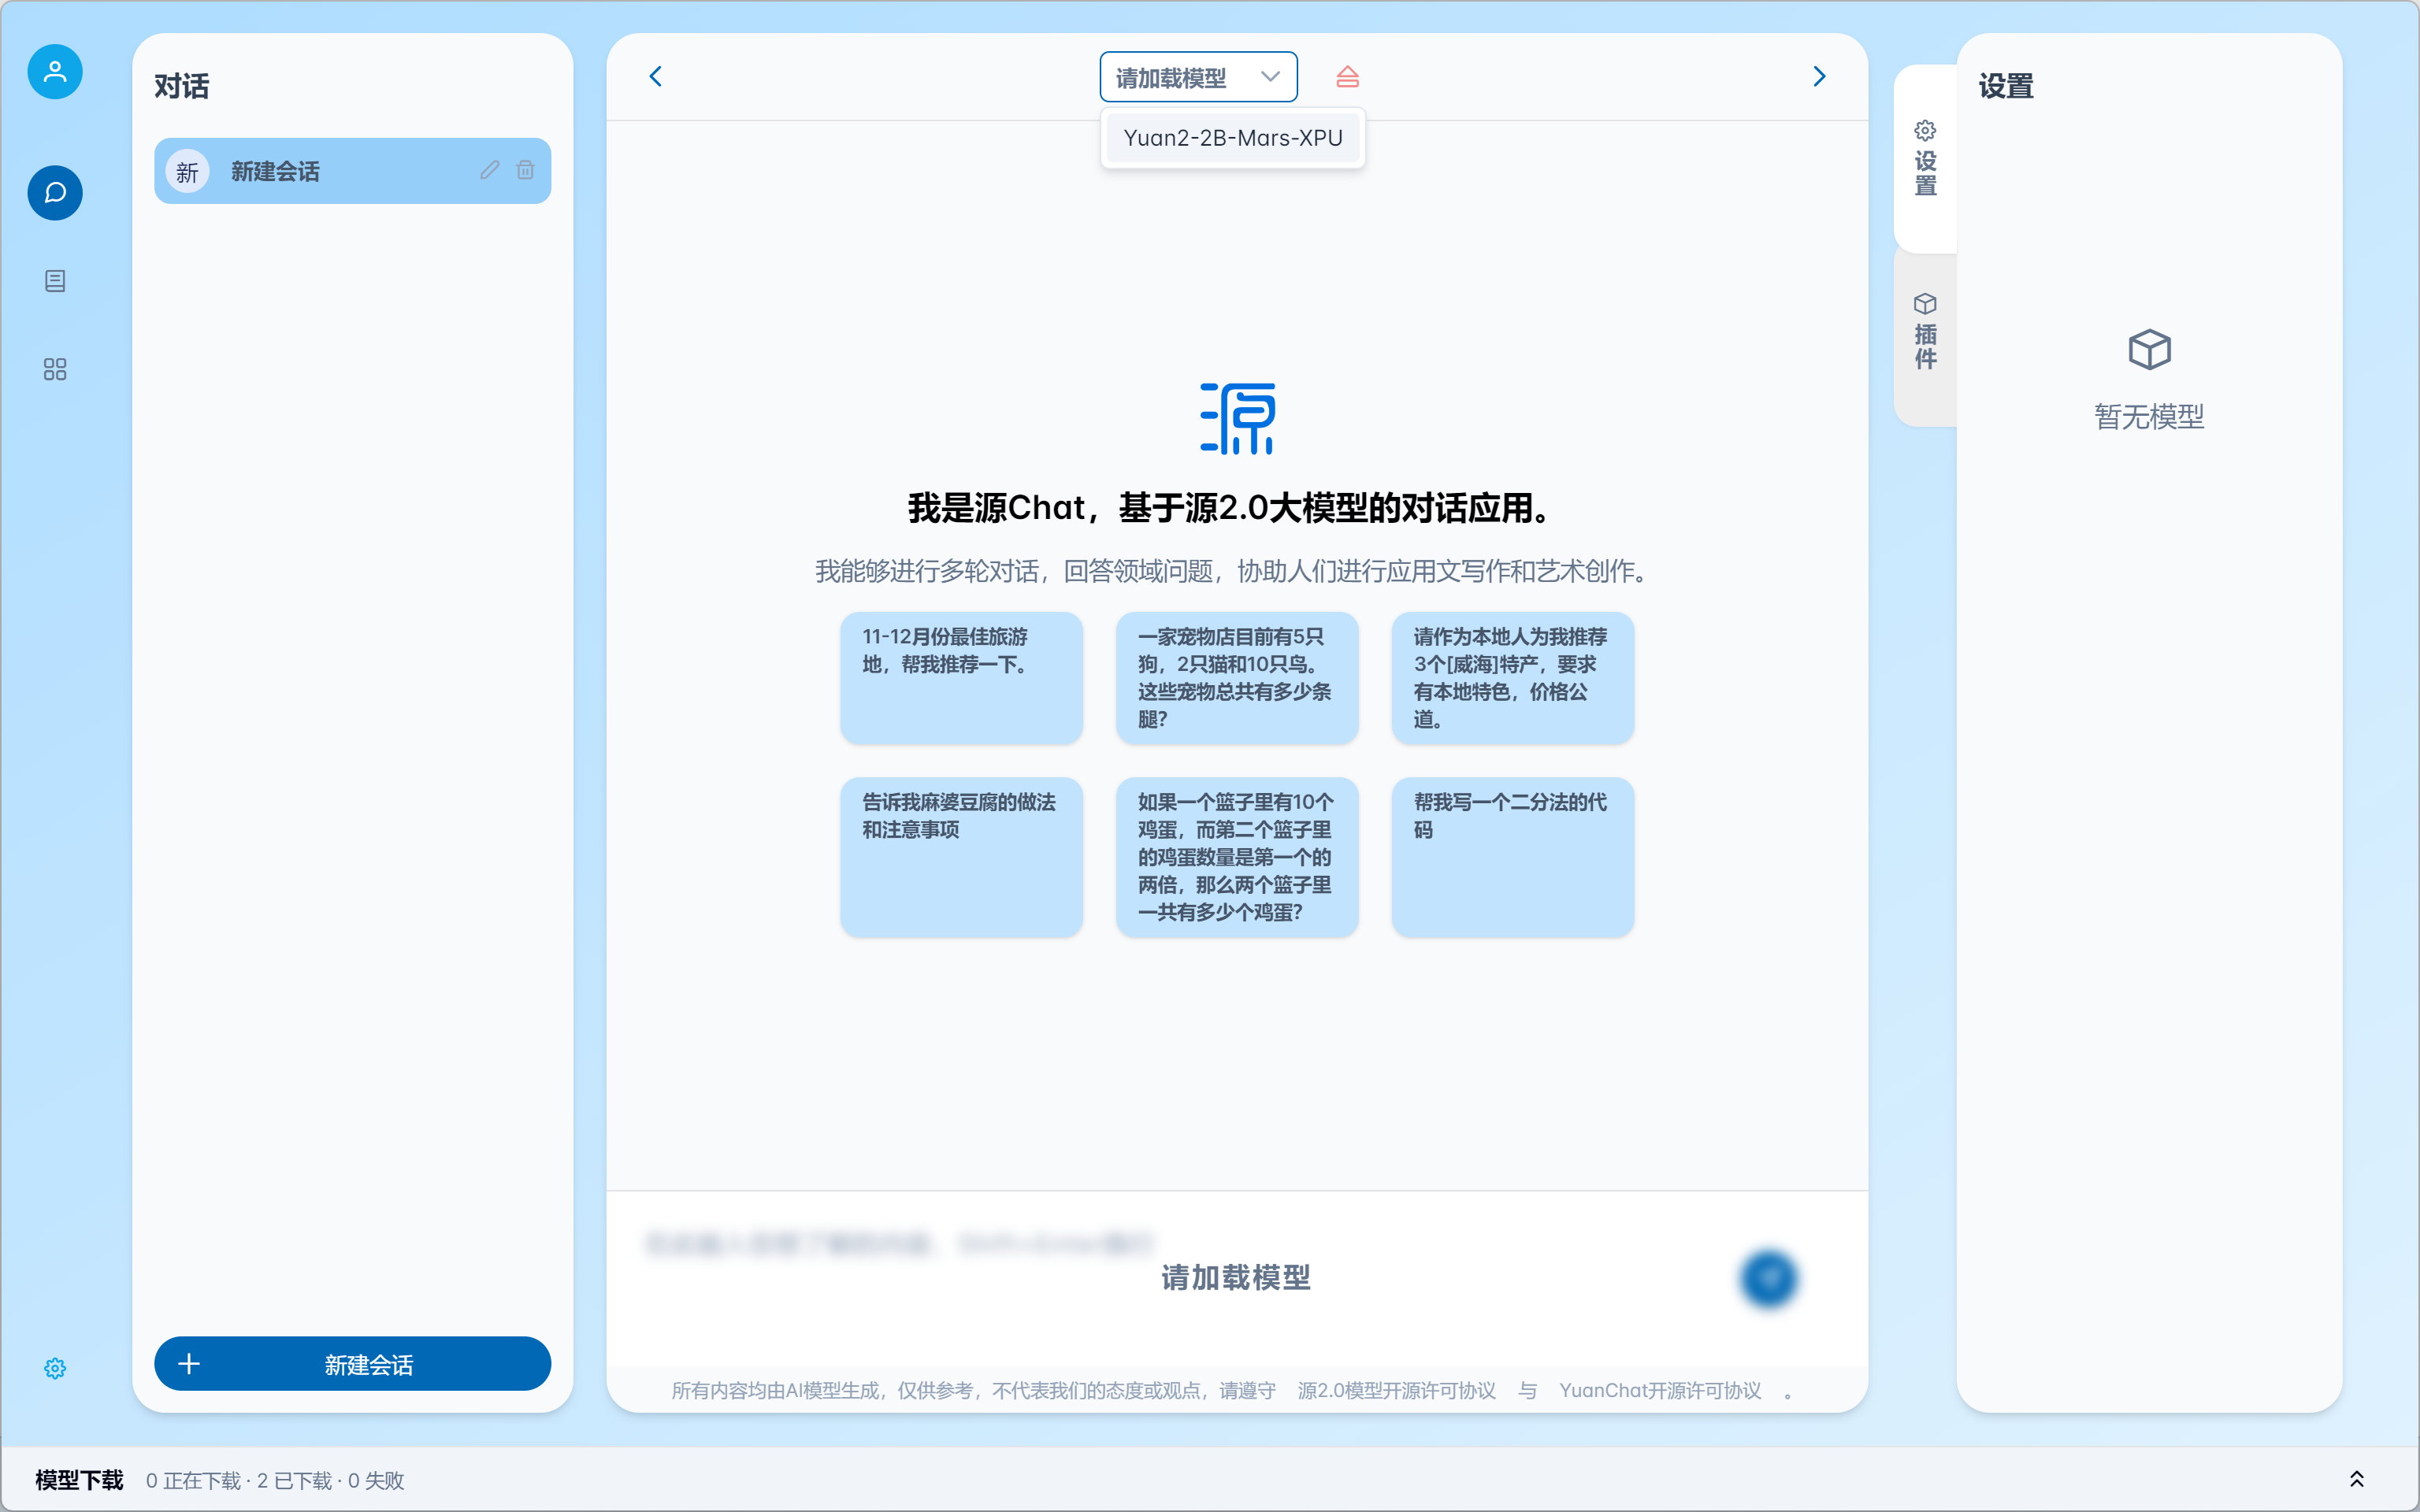 对话
新 新建会话
新建会话
请加载模型
Yuan2-2B-Mars-XPU
源
我是源Chat，基于源2.0大模型的对话应用。
我能够进行多轮对话，回答领域问题，协助人们进行应用文写作和艺术创作。
11-12月份最佳旅游
地，帮我推荐一下。
一家宠物店目前有5只
狗，2只猫和10只鸟。
这些宠物总共有多少条
腿？
请作为本地人为我推荐
3个[威海]特产，要求
有本地特色，价格公
道。
告诉我麻婆豆腐的做法
和注意事项
如果一个篮子里有10个
鸡蛋，而第二个篮子里
的鸡蛋数量是第一个的
两倍，那么两个篮子里
一共有多少个鸡蛋？
帮我写一个二分法的代
码
请加载模型
所有内容均由AI模型生成，仅供参考，不代表我们的态度或观点，请遵守 源2.0模型开源许可协议 与 YuanChat开源许可协议 。
设置
插件
设置
暂无模型
模型下载 0 正在下载 · 2 已下载 · 0 失败